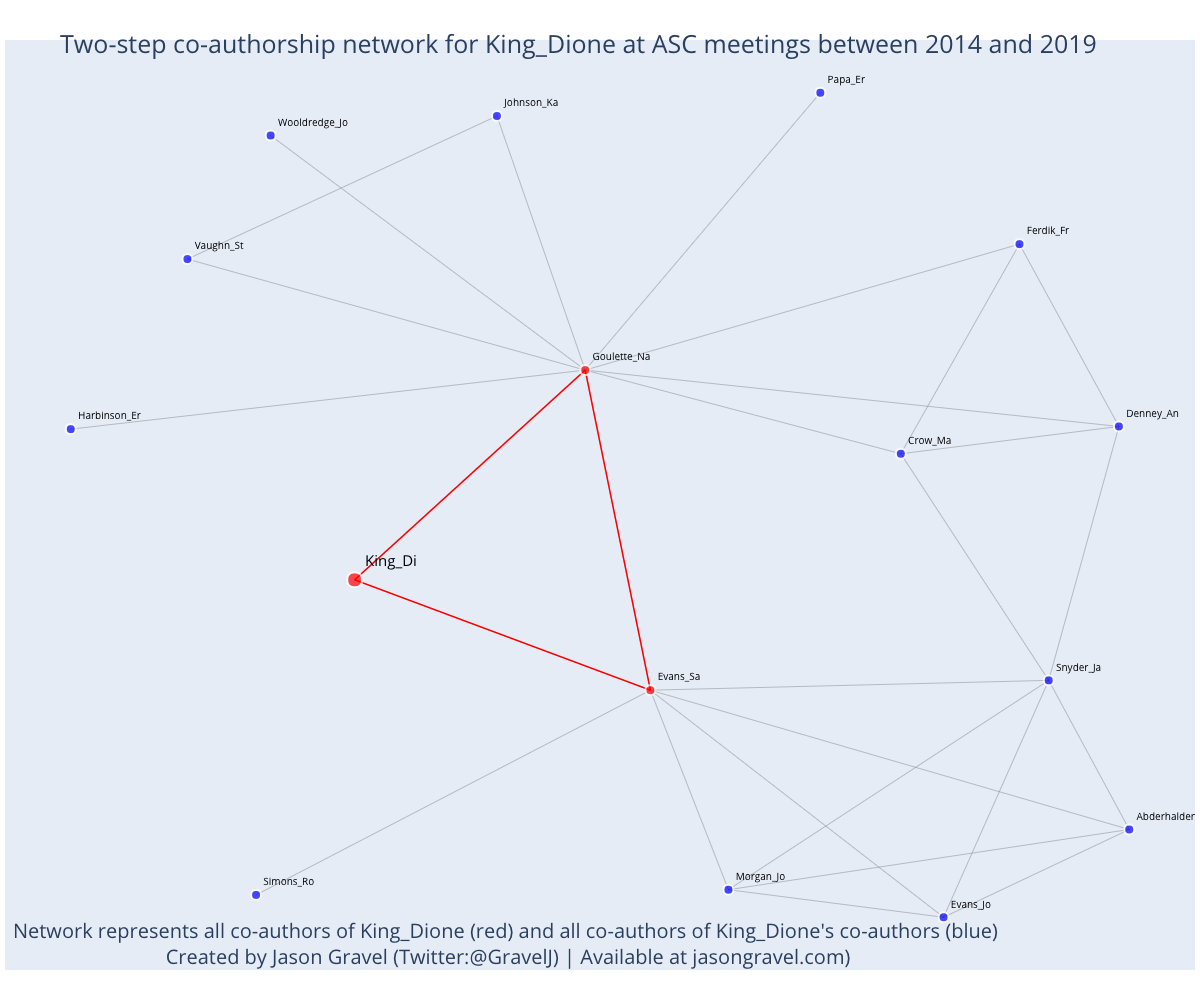 Two-step co-authorship network for King_Dione at ASC meetings between 2014 and 2019
Papa_Er
Johnson_Ka
Wooldredge_Jo
Ferdik_Fr
Vaughn_St
Goulette_Na
Denney_An
Harbinson_Er
Crow_Ma
King_Di
Snyder_Ja
Evans_Sa
Abderhalden
Morgan_Jo
Simons_Ro
Evans_Jo
Network represents all co-authors of King_Dione (red) and all co-authors of King_Dione's co-authors (blue)
Created by Jason Gravel (Twitter:@GravelJ) | Available at jasongravel.com)